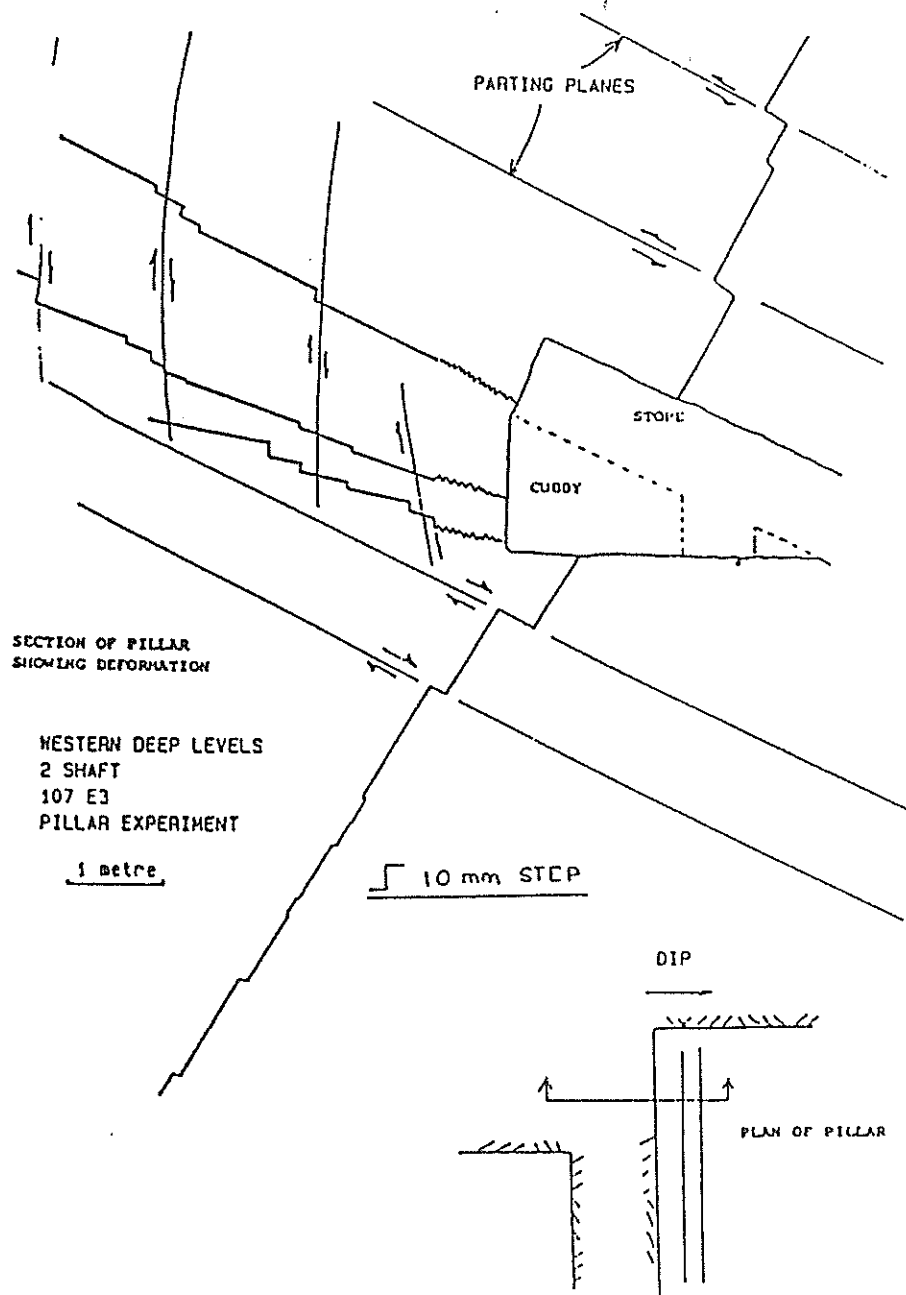 PARTING PLANES
STOPE
CUDDY
SECTION OF PILLAR
SHOWING DEFORMATION
WESTERN DEEP LEVELS
2 SHAFT
107 E3
PILLAR EXPERIMENT
1 metre
10 mm STEP
DIP
PLAN OF PILLAR